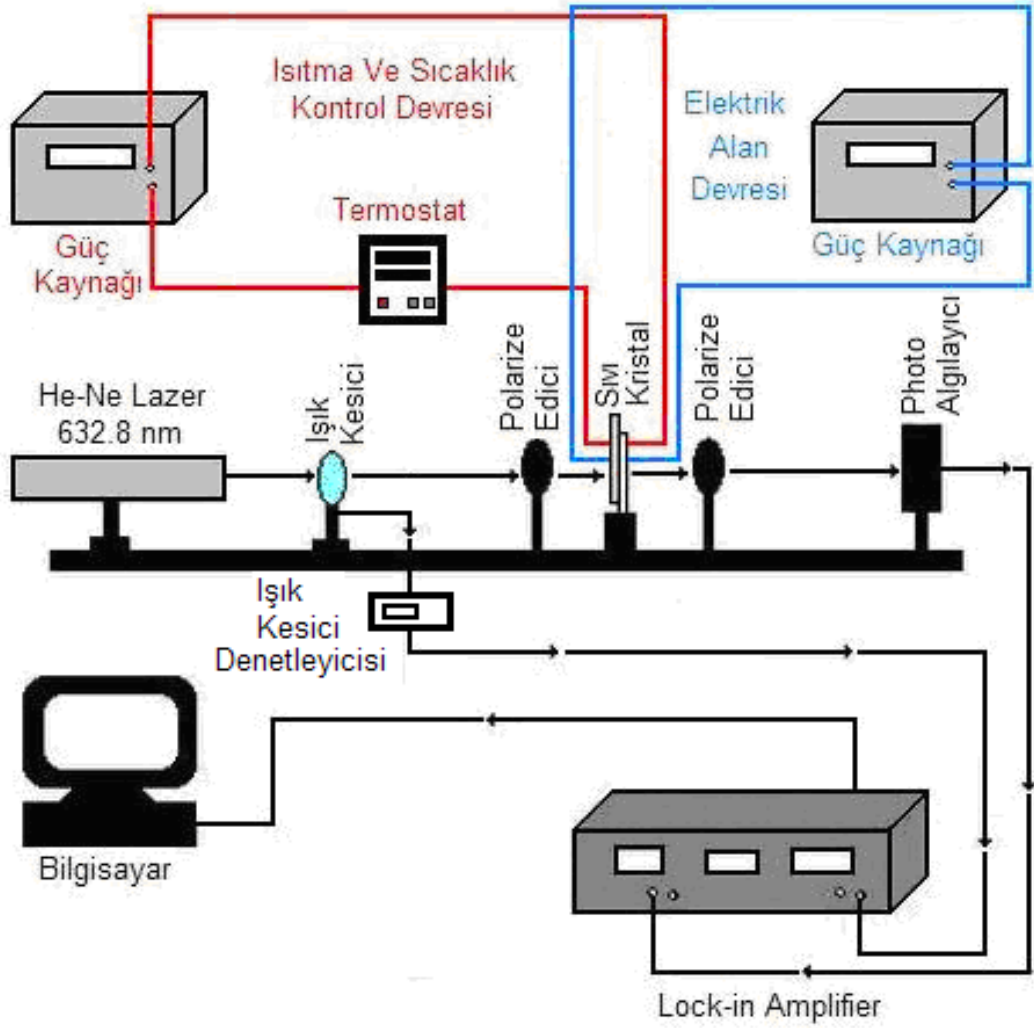 Isıtma Ve Sıcaklık
Kontrol Devresi
Elektrik
Alan
Devresi
Güç
Kaynağı
Termostat
Güç Kaynağı
He-Ne Lazer
632.8 nm
Işık
Kesici
Polarize
Edici
Sıvı
Kristal
Polarize
Edici
Photo
Algılayıcı
Işık
Kesici
Denetleyicisi
Bilgisayar
Lock-in Amplifier